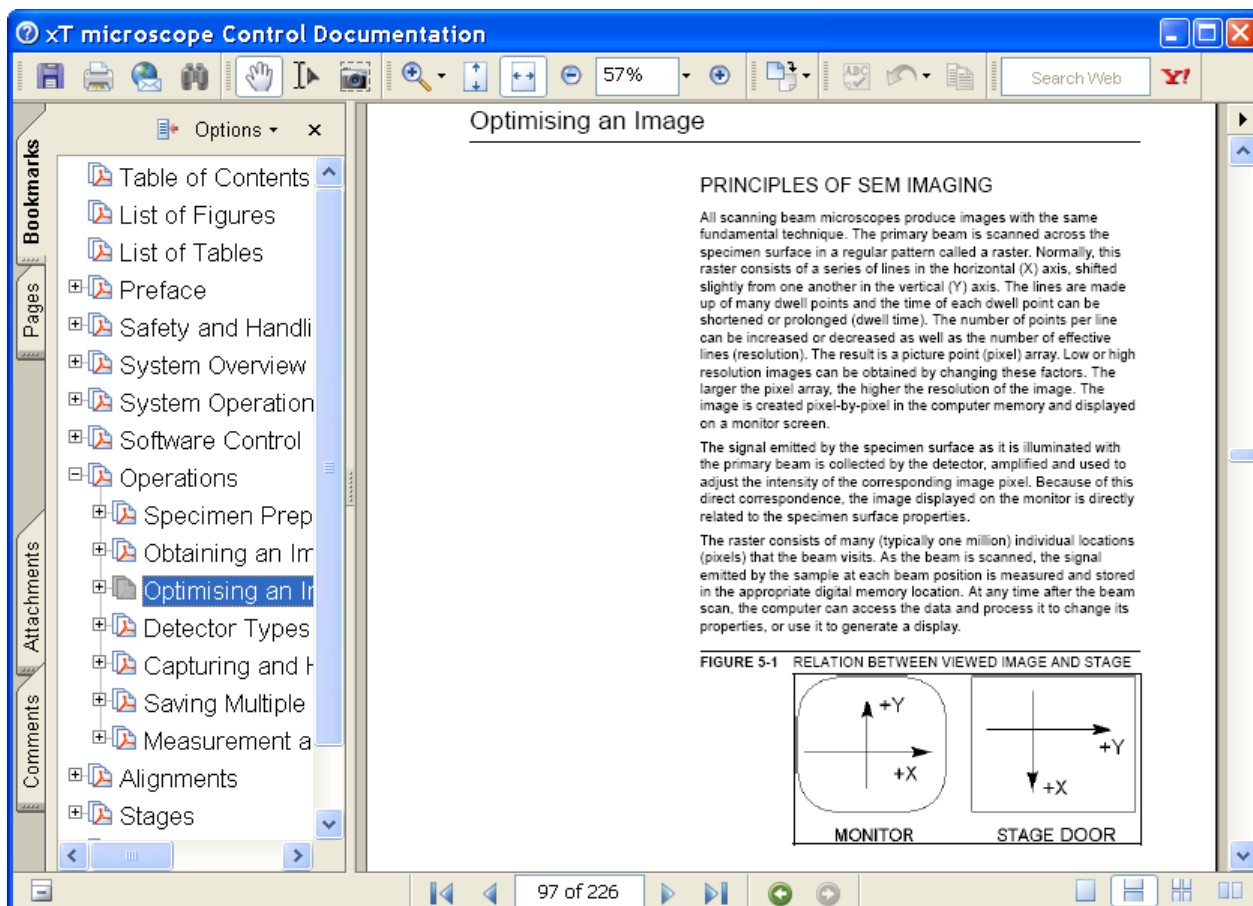 xT microscope Control Documentation
57%
ABC
Search Web
Y!
Bookmarks
Pages
Attachments
Comments
Options
Table of Contents
List of Figures
List of Tables
Preface
Safety and Handli
System Overview
System Operation
Software Control
Operations
Specimen Prep
Obtaining an Im
Optimising an I
Detector Types
Capturing and H
Saving Multiple
Measurement a
Alignments
Stages
Optimising an Image
PRINCIPLES OF SEM IMAGING
All scanning beam microscopes produce images with the same
fundamental technique. The primary beam is scanned across the
specimen surface in a regular pattern called a raster. Normally, this
raster consists of a series of lines in the horizontal (X) axis, shifted
slightly from one another in the vertical (Y) axis. The lines are made
up of many dwell points and the time of each dwell point can be
shortened or prolonged (dwell time). The number of points per line
can be increased or decreased as well as the number of effective
lines (resolution). The result is a picture point (pixel) array. Low or high
resolution images can be obtained by changing these factors. The
larger the pixel array, the higher the resolution of the image. The
image is created pixel-by-pixel in the computer memory and displayed
on a monitor screen.
The signal emitted by the specimen surface as it is illuminated with
the primary beam is collected by the detector, amplified and used to
adjust the intensity of the corresponding image pixel. Because of this
direct correspondence, the image displayed on the monitor is directly
related to the specimen surface properties.
The raster consists of many (typically one million) individual locations
(pixels) that the beam visits. As the beam is scanned, the signal
emitted by the sample at each beam position is measured and stored
in the appropriate digital memory location. At any time after the beam
scan, the computer can access the data and process it to change its
properties, or use it to generate a display.
FIGURE 5-1 RELATION BETWEEN VIEWED IMAGE AND STAGE
+Y
+X
MONITOR
+Y
+X
STAGE DOOR
97 of 226